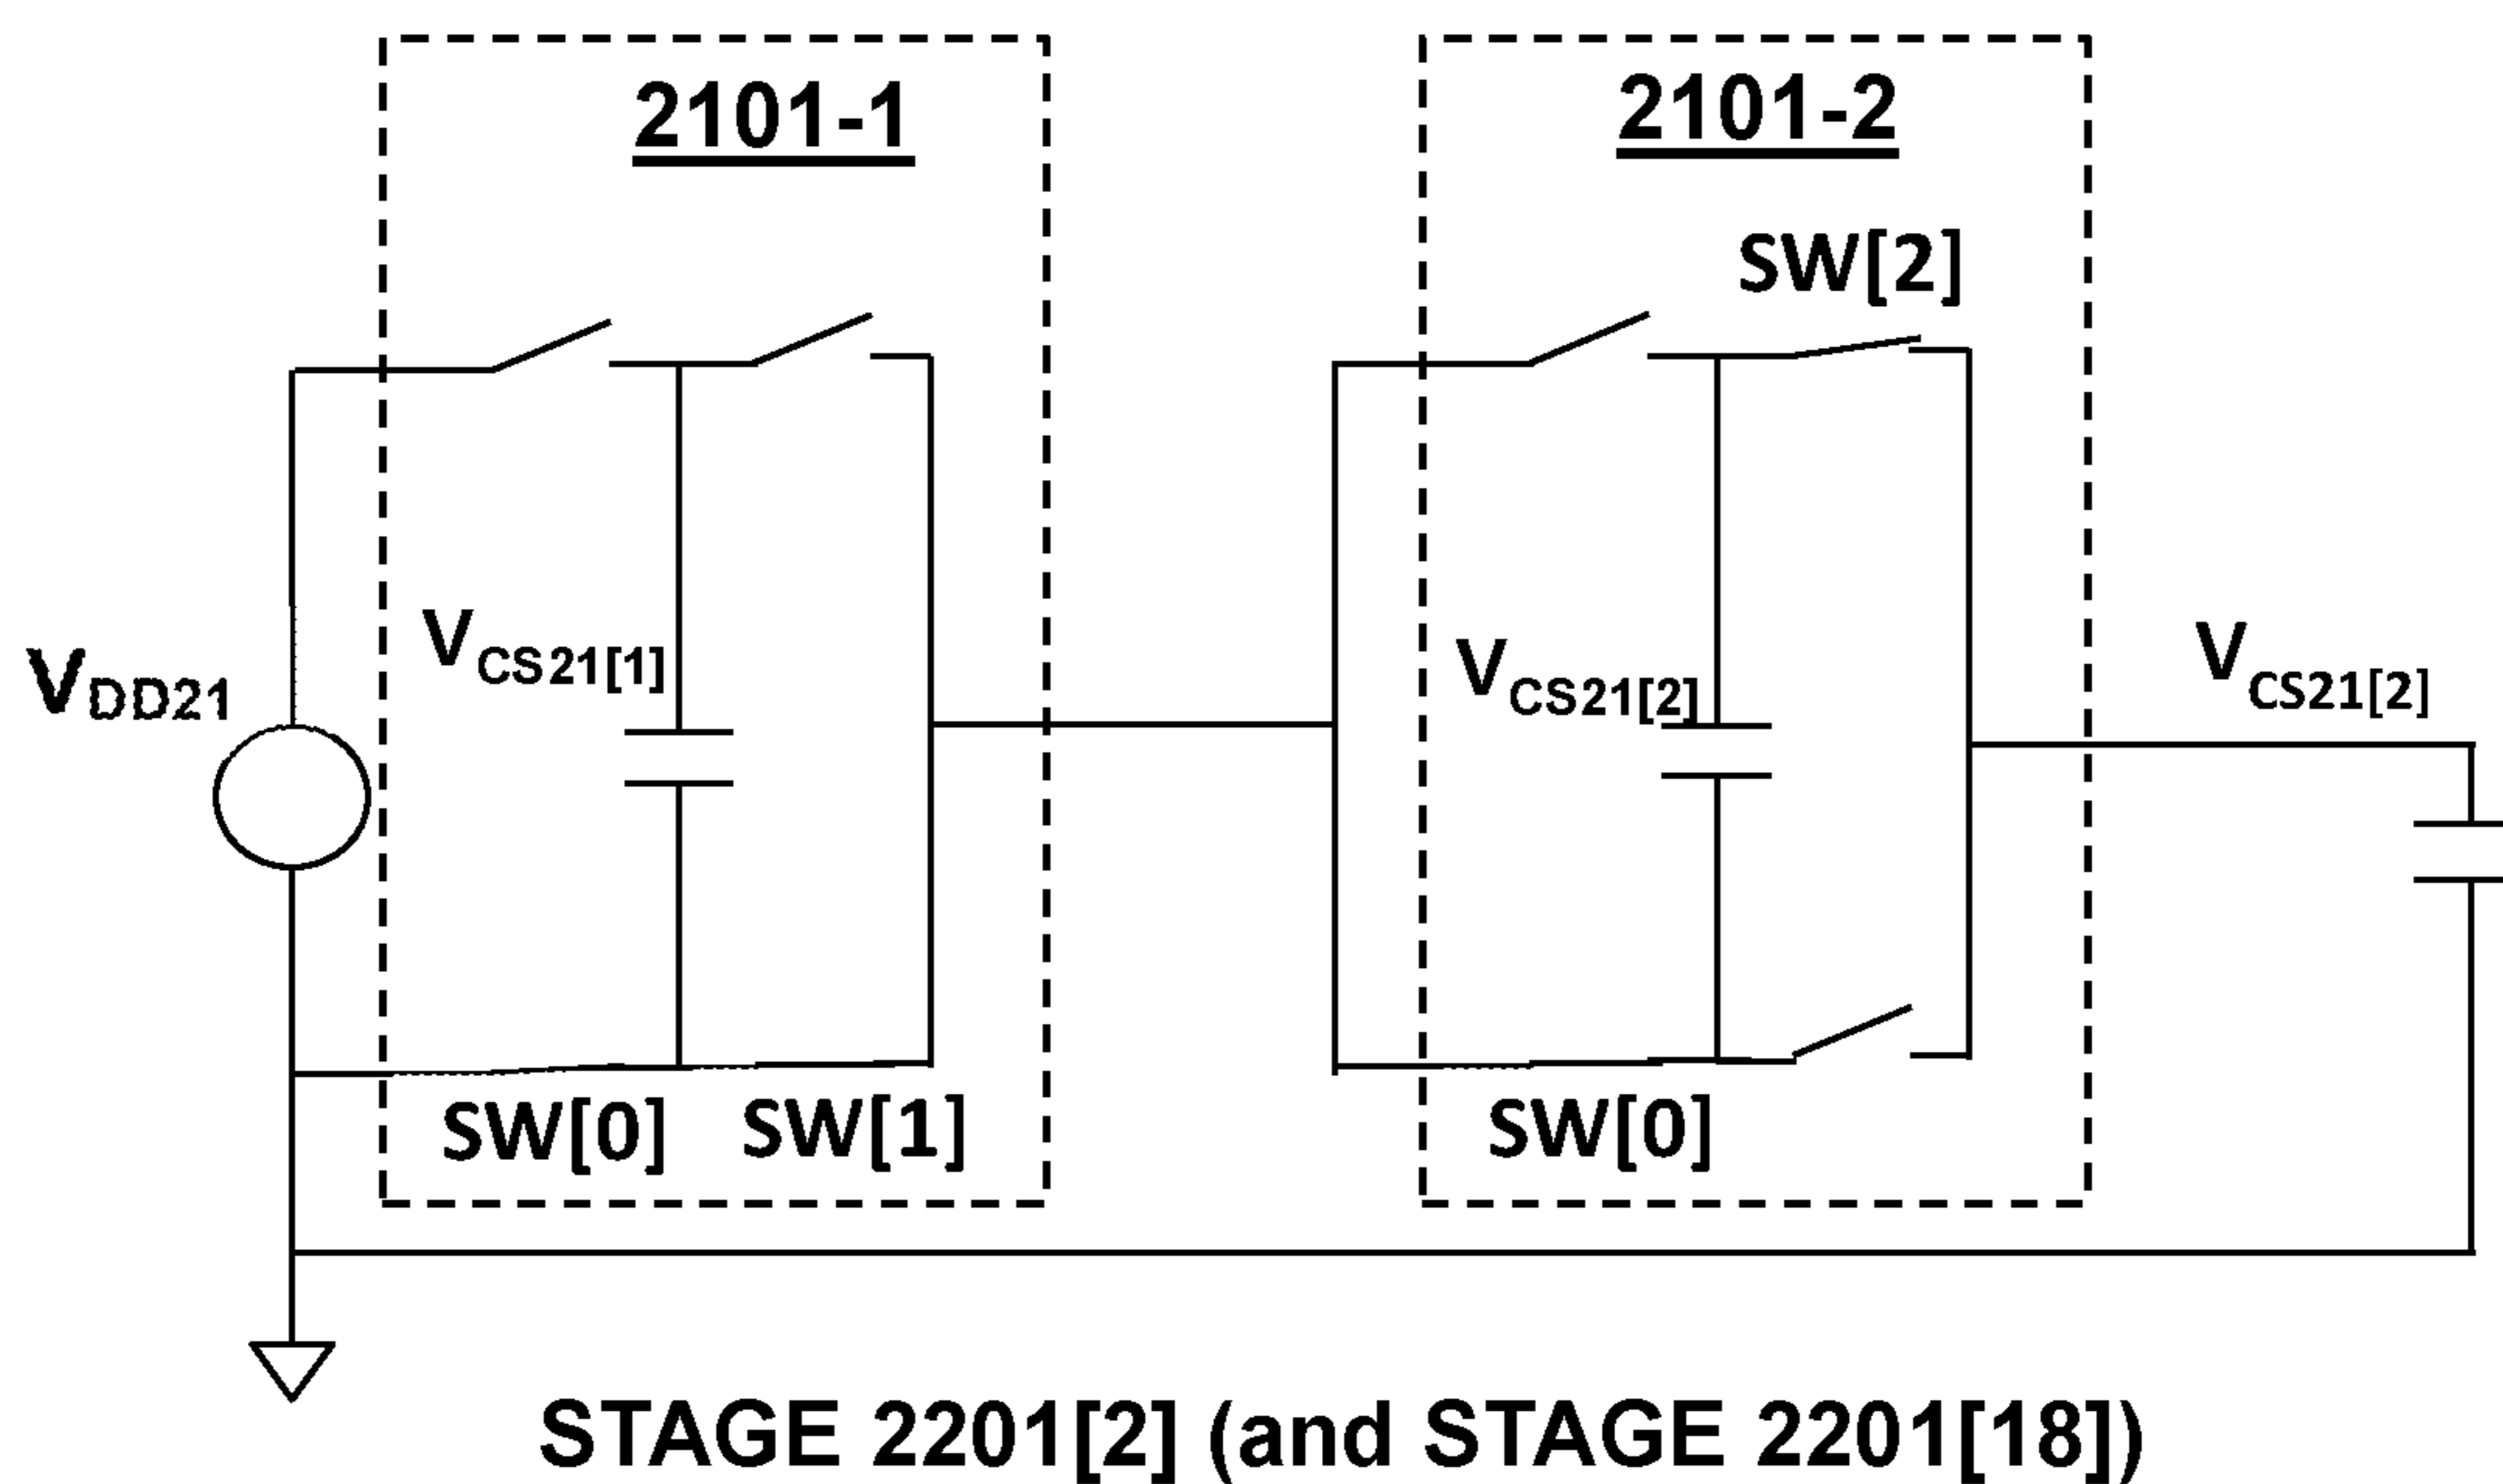 2101-1
2101-2
SW[2]
VDD21
VCS21[1]
VCS21[2]
VCS21[2]
SW[0]
SW[1]
SW[0]
STAGE 2201[2] (and STAGE 2201[18])